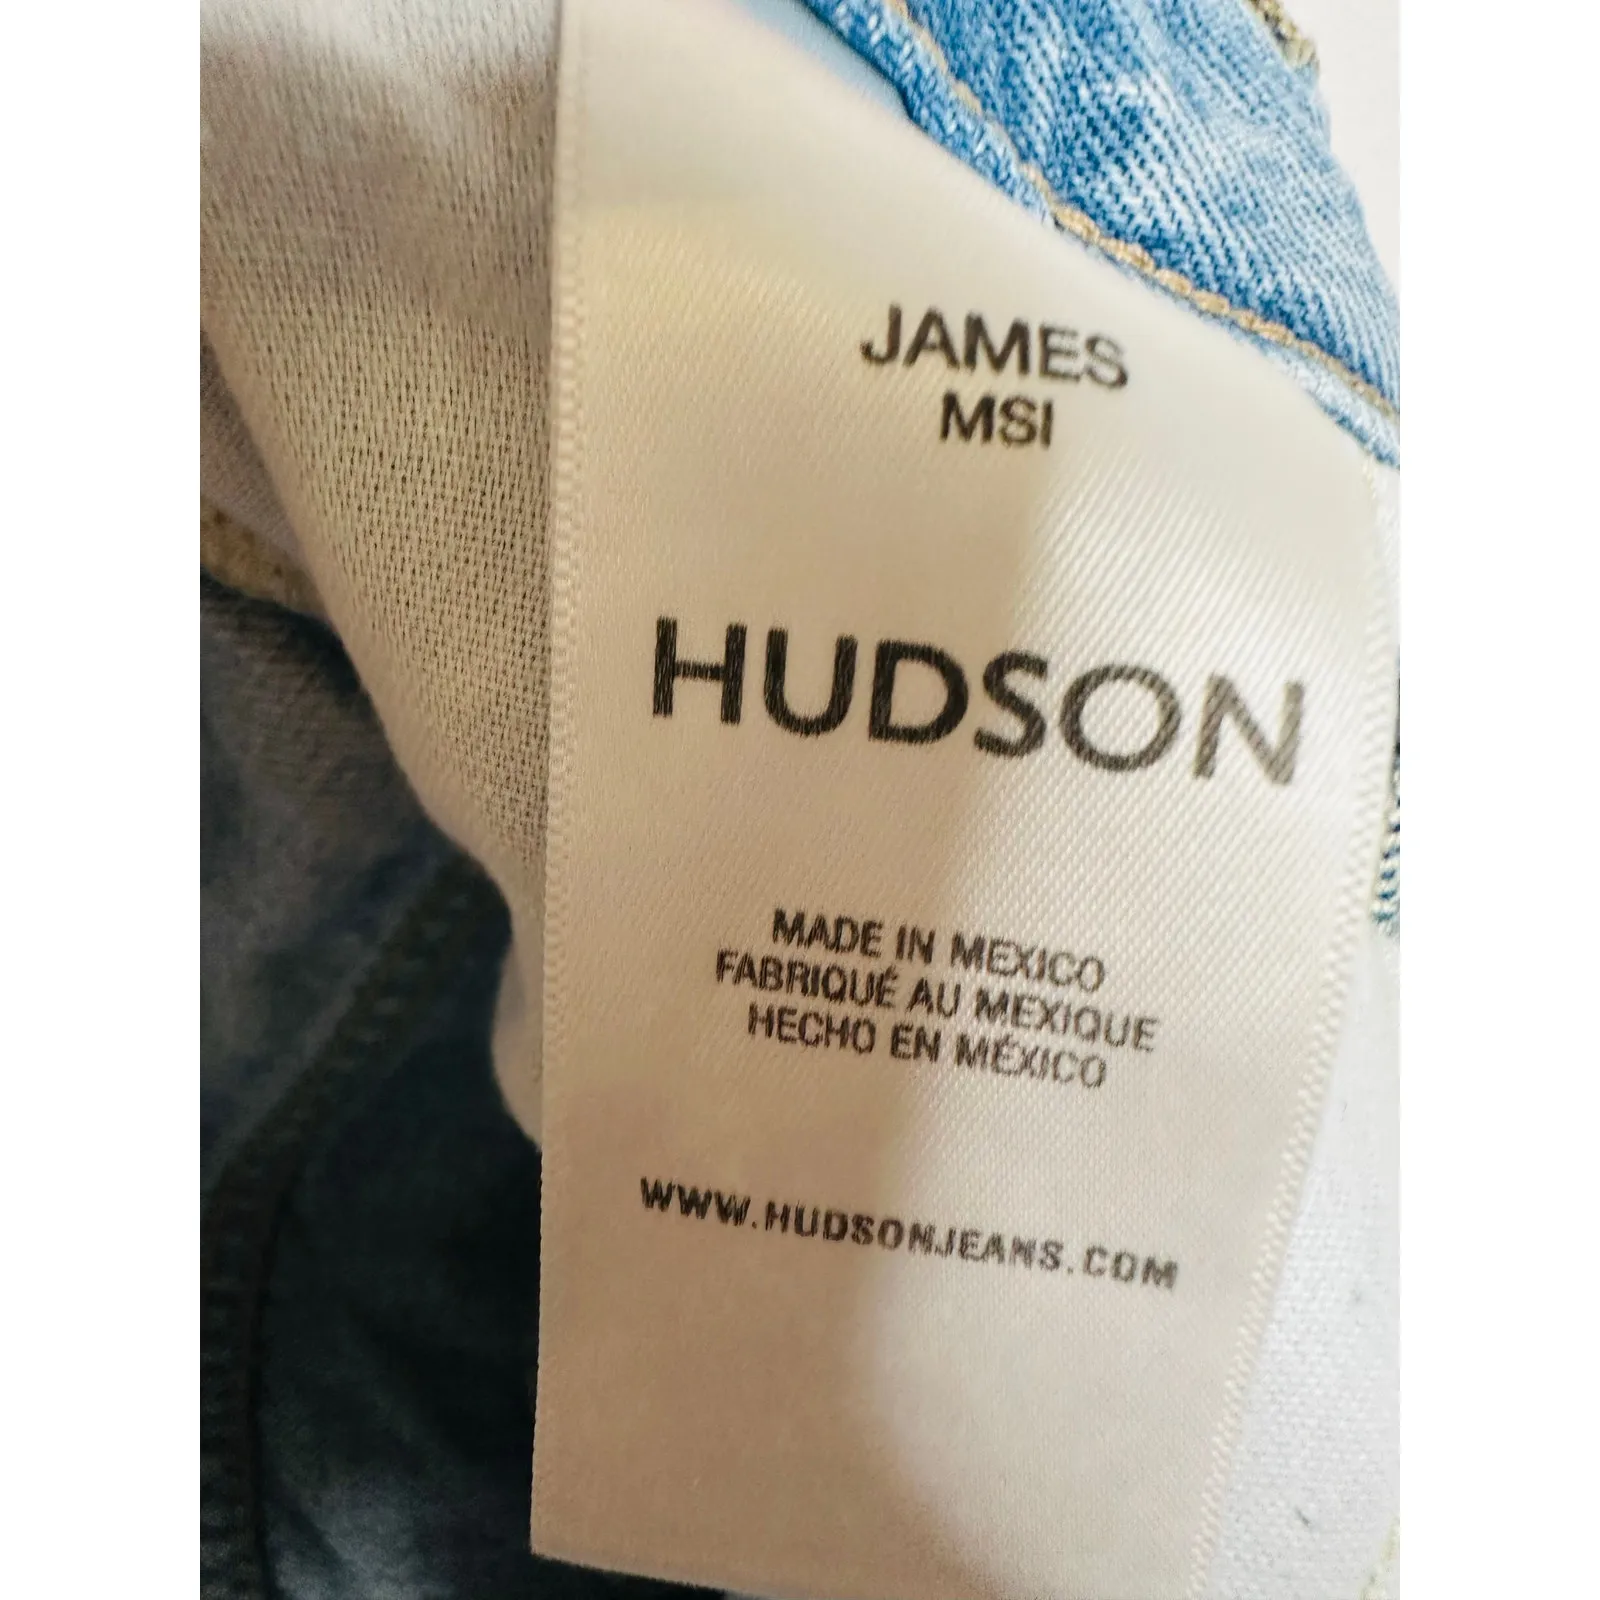 JAMES
MSI
HUDSON
MADE IN MEXICO
FABRIQUÉ AU MEXIQUE
HECHO EN MÉXICO
WWW.HUDSONJEANS.COM